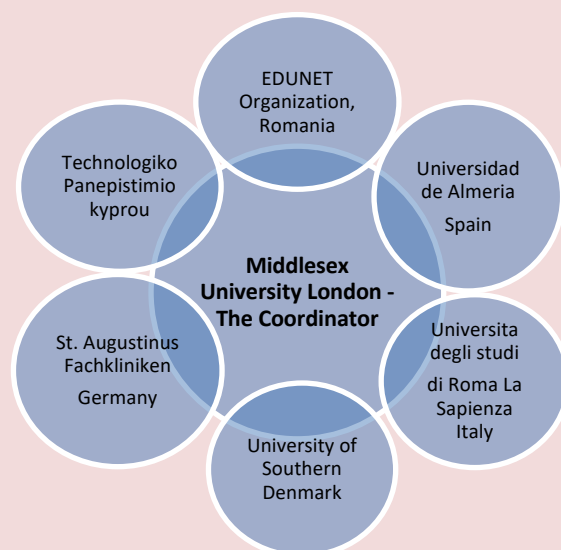 EDUNET
Organization,
Romania
Technologiko
Panepistimio
kyprou
Universidad
de Almeria
Spain
Middlesex
University London -
The Coordinator
St. Augustinus
Fachkliniken
Germany
Universita
degli studi
di Roma La
Sapienza
Italy
University of
Southern
Denmark